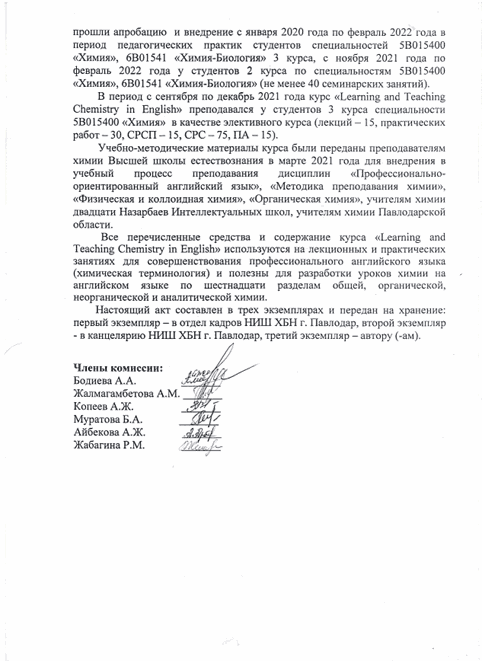 прошли апробацию и внедрение с января 2020 года по февраль 2022 года в
период педагогических практик студентов специальностей 5В015400
«Химия», 6В01541 «Химия-Биология» 3 курса, с ноября 2021 года по
февраль 2022 года у студентов 2 курса по специальностям 5В015400
«Химия», 6В01541 «Химия-Биология» (не менее 40 семинарских занятий).
В период с сентября по декабрь 2021 года курс «Learning and Teaching
Chemistry in English» преподавался у студентов 3 курса специальности
5В015400 «Химия» в качестве элективного курса (лекций – 15, практических
работ – 30, СРСП – 15, СРС – 75, ПА – 15).
Учебно-методические материалы курса были переданы преподавателям
химии Высшей школы естествознания в марте 2021 года для внедрения в
учебный процесс преподавания дисциплин «Профессионально-
ориентированный английский язык», «Методика преподавания химии»,
«Физическая и коллоидная химия», «Органическая химия», учителям химии
двадцати Назарбаев Интеллектуальных школ, учителям химии Павлодарской
области.
Все перечисленные средства и содержание курса «Learning and
Teaching Chemistry in English» используются на лекционных и практических
занятиях для совершенствования профессионального английского языка
(химическая терминология) и полезны для разработки уроков химии на
английском языке по шестнадцати разделам общей, органической,
неорганической и аналитической химии.
Настоящий акт составлен в трех экземплярах и передан на хранение:
первый экземпляр – в отдел кадров НИШ ХБН г. Павлодар, второй экземпляр
- в канцелярию НИШ ХБН г. Павлодар, третий экземпляр – автору (-ам).
Члены комиссии:
Бодиева А.А.
Жалмагамбетова А.М.
Копеев А.Ж.
Муратова Б.А.
Айбекова А.Ж.
Жабагина Р.М.